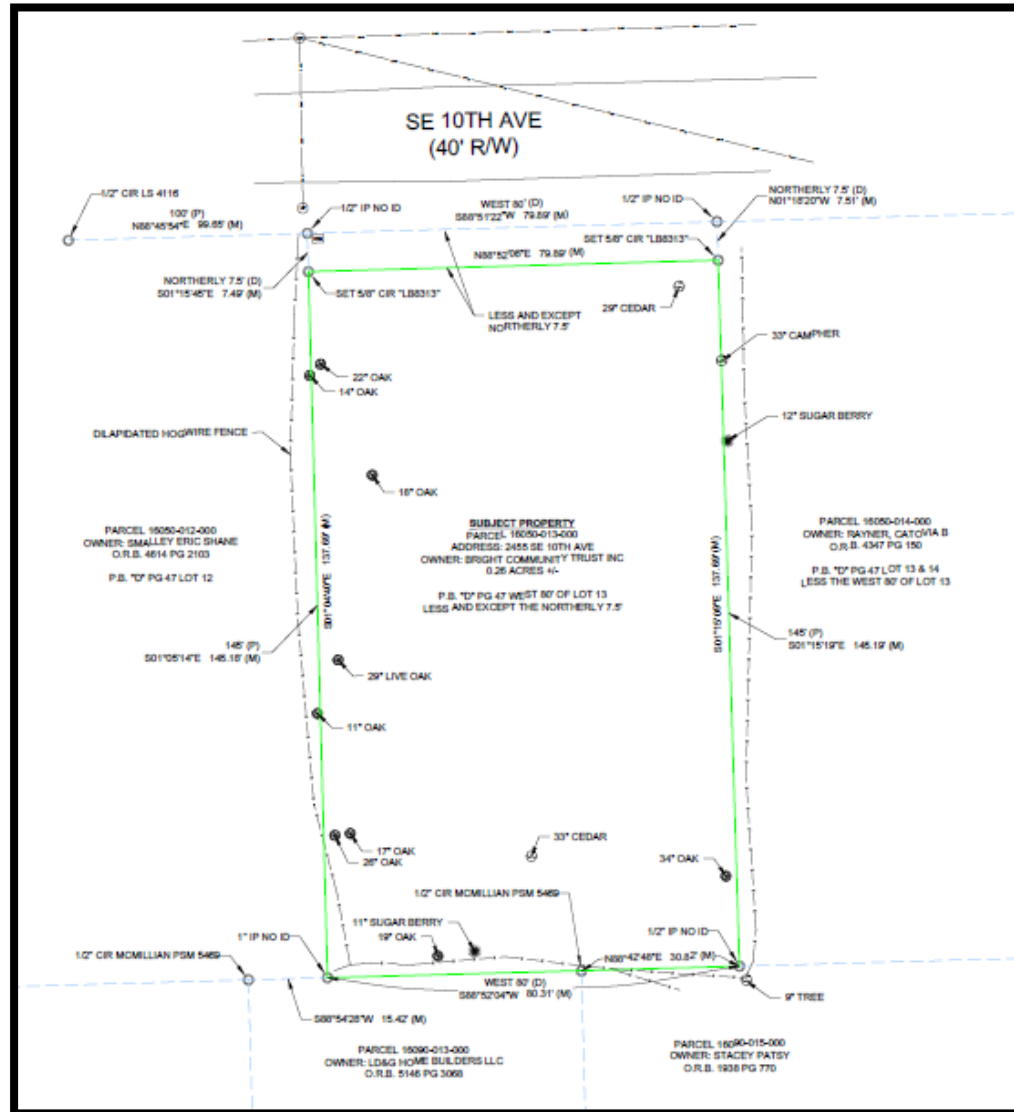 SE 10TH AVE
(40' R/W)
1/2" CIR LS 4116
100' (P)
N88°45'54"E 99.65' (M)
1/2" IP NO ID
WEST 80' (D)
S88°51'22"W 79.89' (M)
1/2" IP NO ID
NORTHERLY 7.5' (D)
N01°18'20"W 7.51' (M)
SET 5/8" CIR "LB8313"
N88°52'06"E 79.89' (M)
NORTHERLY 7.5' (D)
S01°15'45"E 7.49' (M)
SET 5/8" CIR "LB8313"
LESS AND EXCEPT
NORTHERLY 7.5'
29" CEDAR
33" CAMPHER
22" OAK
14" OAK
12" SUGAR BERRY
DILAPIDATED HOGWIRE FENCE
18" OAK
PARCEL 16050-012-000
OWNER: SMALLEY ERIC SHANE
O.R.B. 4614 PG 2103
P.B. "D" PG 47 LOT 12
SUBJECT PROPERTY
PARCEL 16050-013-000
ADDRESS: 2455 SE 10TH AVE
OWNER: BRIGHT COMMUNITY TRUST INC
0.26 ACRES +/-
P.B. "D" PG 47 WEST 80' OF LOT 13
LESS AND EXCEPT THE NORTHERLY 7.5'
PARCEL 16050-014-000
OWNER: RAYNER, CATOVIA B
O.R.B. 4347 PG 150
P.B. "D" PG 47 LOT 13 & 14
LESS THE WEST 80' OF LOT 13
S01°04'40"E 137.69' (M)
S01°15'06"E 137.69' (M)
145' (P)
S01°05'14"E 145.18' (M)
145' (P)
S01°15'19"E 145.19' (M)
29" LIVE OAK
11" OAK
17" OAK
26" OAK
33" CEDAR
34" OAK
1/2" CIR MCMILLIAN PSM 5469
11" SUGAR BERRY
19" OAK
1" IP NO ID
1/2" IP NO ID
1/2" CIR MCMILLIAN PSM 5469
N88°42'48"E 30.82' (M)
WEST 80' (D)
S88°52'04"W 80.31' (M)
9" TREE
S88°54'28"W 15.42' (M)
PARCEL 16090-013-000
OWNER: LD&G HOME BUILDERS LLC
O.R.B. 5146 PG 3068
PARCEL 16090-015-000
OWNER: STACEY PATSY
O.R.B. 1938 PG 770